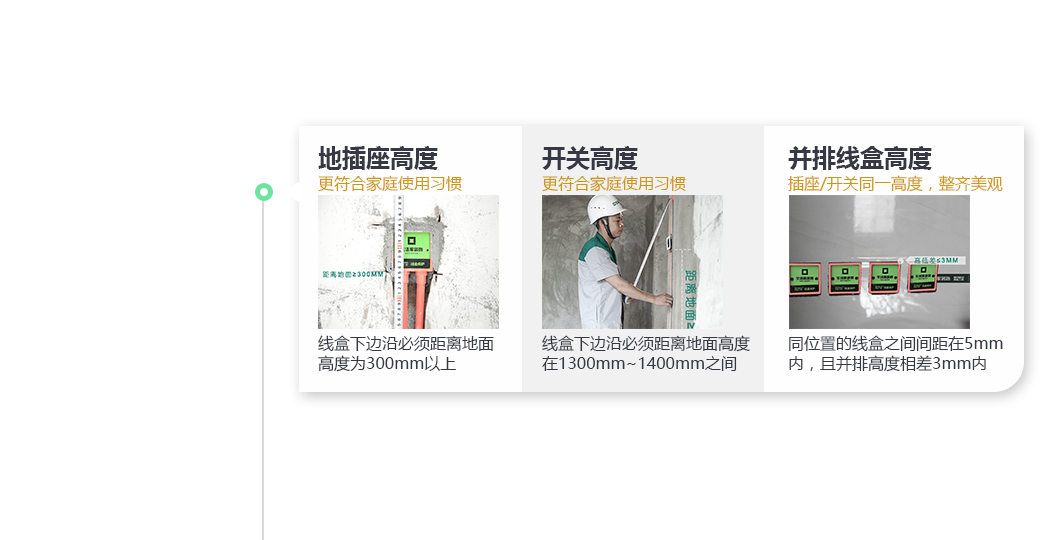 地插座高度
更符合家庭使用习惯
距离地面≥300MM
线盒下边沿必须距离地面
高度为300mm以上
开关高度
更符合家庭使用习惯
距离地面≥
线盒下边沿必须距离地面高度
在1300mm~1400mm之间
并排线盒高度
插座/开关同一高度，整齐美观
高低差≤3MM
同位置的线盒之间间距在5mm
内，且并排高度相差3mm内